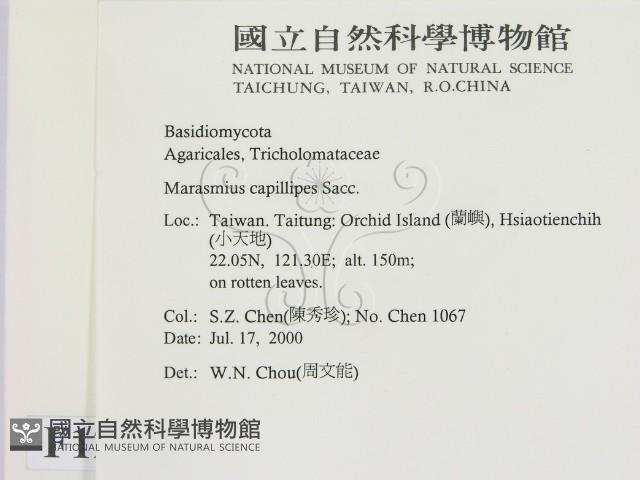 國立自然科學博物館
NATIONAL MUSEUM OF NATURAL SCIENCE
TAICHUNG, TAIWAN, R.O.CHINA
Basidiomycota
Agaricales, Tricholomataceae
Marasmius capillipes Sacc.
Loc.: Taiwan. Taitung: Orchid Island (蘭嶼), Hsiaotienchih
(小天地)
22.05N, 121.30E; alt. 150m;
on rotten leaves.
Col.: S.Z. Chen(陳秀珍); No. Chen 1067
Date: Jul. 17, 2000
Det.: W.N. Chou(周文能)
國立自然科學博物館
NATIONAL MUSEUM OF NATURAL SCIENCE